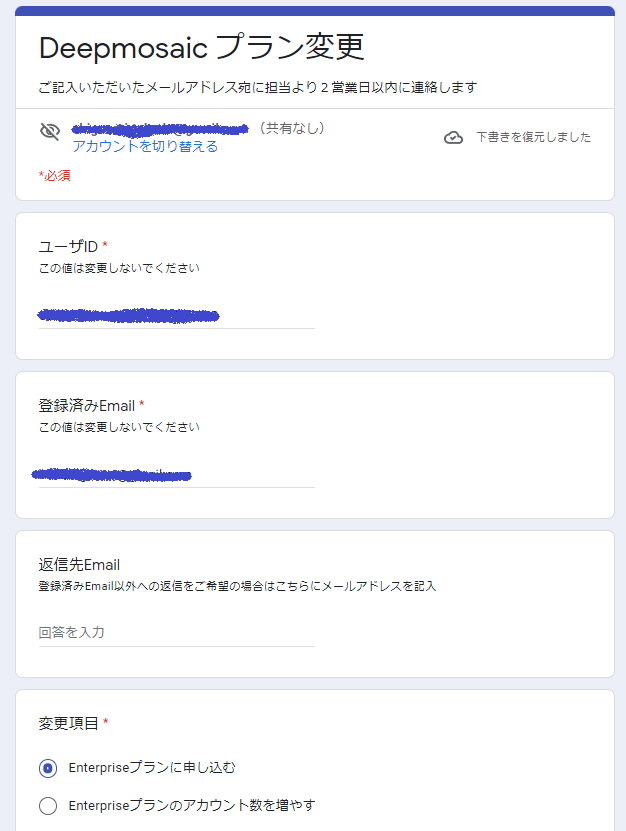 Deepmosaic プラン変更
ご記入いただいたメールアドレス宛に担当より２営業日以内に連絡します
（共有なし）
下書きを復元しました
アカウントを切り替える
*必須
ユーザID *
この値は変更しないでください
登録済みEmail *
この値は変更しないでください
返信先Email
登録済みEmail以外への返信をご希望の場合はこちらにメールアドレスを記入
回答を入力
変更項目 *
Enterpriseプランに申し込む
Enterpriseプランのアカウント数を増やす